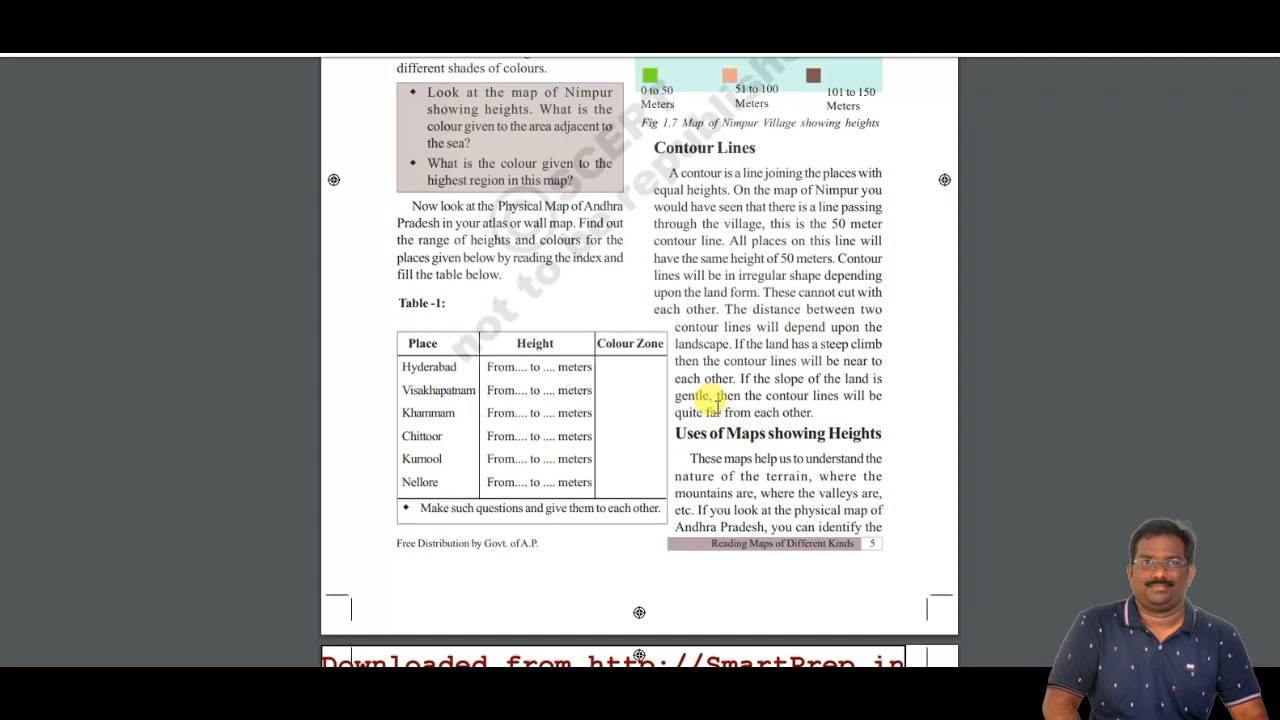 different shades of colours.
◆ Look at the map of Nimpur
showing heights. What is the
colour given to the area adjacent to
the sea?
◆ What is the colour given to the
highest region in this map?
Now look at the Physical Map of Andhra
Pradesh in your atlas or wall map. Find out
the range of heights and colours for the
places given below by reading the index and
fill the table below.
Table -1:
Place Height Colour Zone
Hyderabad From.... to .... meters
Visakhapatnam From.... to .... meters
Khammam From.... to .... meters
Chittoor From.... to .... meters
Kurnool From.... to .... meters
Nellore From.... to .... meters
◆ Make such questions and give them to each other.
Free Distribution by Govt. of A.P.
0 to 50
Meters
51 to 100
Meters
101 to 150
Meters
Fig 1.7 Map of Nimpur Village showing heights
Contour Lines
A contour is a line joining the places with
equal heights. On the map of Nimpur you
would have seen that there is a line passing
through the village, this is the 50 meter
contour line. All places on this line will
have the same height of 50 meters. Contour
lines will be in irregular shape depending
upon the land form. These cannot cut with
each other. The distance between two
contour lines will depend upon the
landscape. If the land has a steep climb
then the contour lines will be near to
each other. If the slope of the land is
gentle, then the contour lines will be
quite far from each other.
Uses of Maps showing Heights
These maps help us to understand the
nature of the terrain, where the
mountains are, where the valleys are,
etc. If you look at the physical map of
Andhra Pradesh, you can identify the
Reading Maps of Different Kinds 5
© SCERT
not to be republished
Downloaded from http://SmartPrep.in